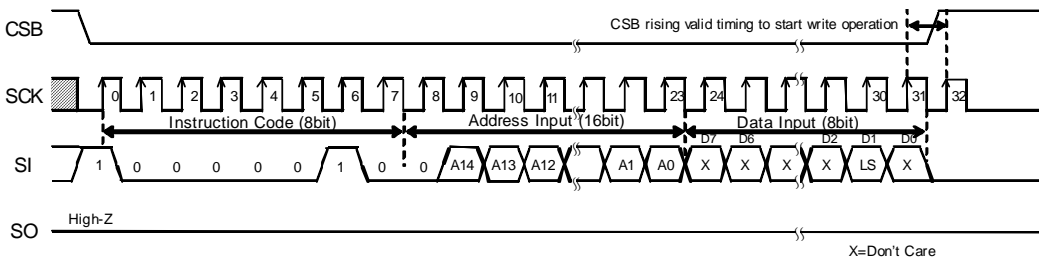 CSB rising valid timing to start write operation
CSB
SCK
0 1 2 3 4 5 6 7 8 9 10 11 23 24 30 31 32
Instruction Code (8bit) Address Input (16bit) Data Input (8bit)
D7 D6 D2 D1 D0
SI
1 0 0 0 0 0 1 0 0 A14 A13 A12 A1 A0 X X X X LS X
High-Z
SO
X=Don't Care